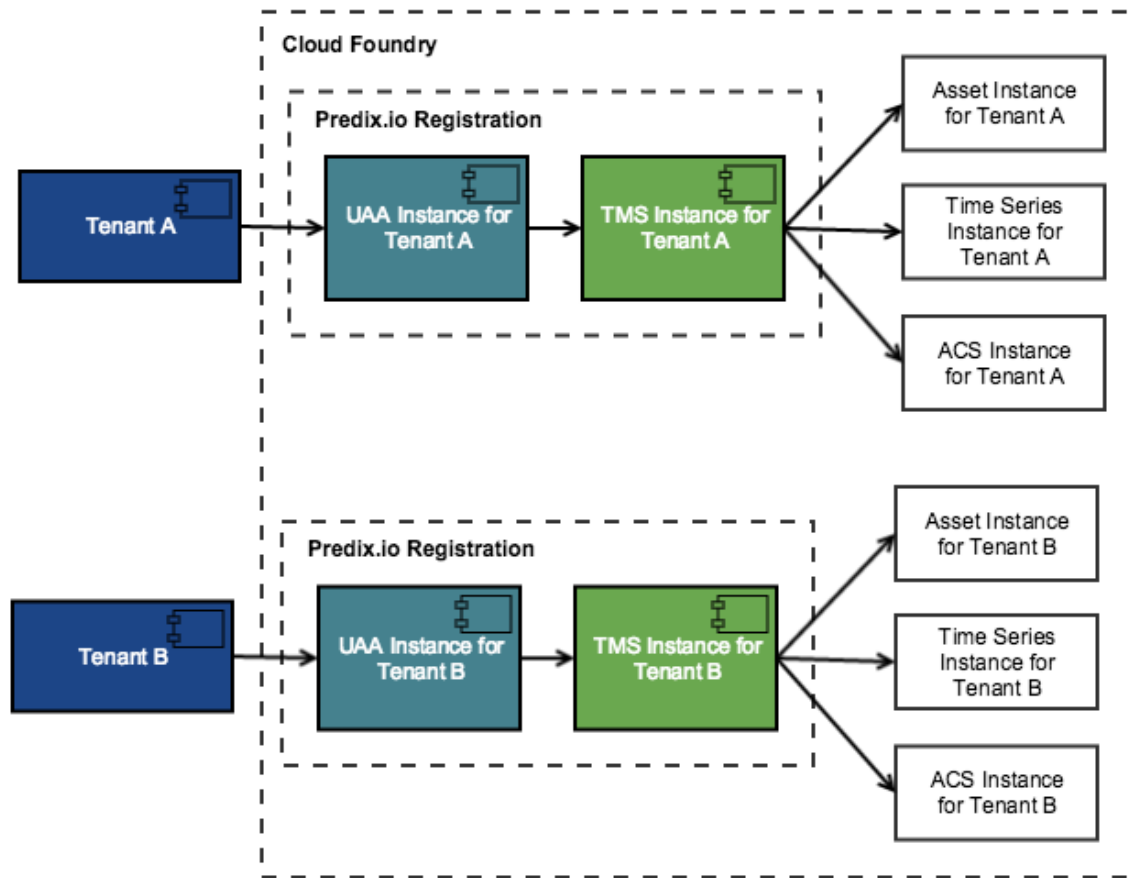 Cloud Foundry
Predix.io Registration
Tenant A
UAA Instance for
Tenant A
TMS Instance for
Tenant A
Asset Instance
for Tenant A
Time Series
Instance for
Tenant A
ACS Instance
for Tenant A
Predix.io Registration
Tenant B
UAA Instance for
Tenant B
TMS Instance for
Tenant B
Asset Instance
for Tenant B
Time Series
Instance for
Tenant B
ACS Instance
for Tenant B